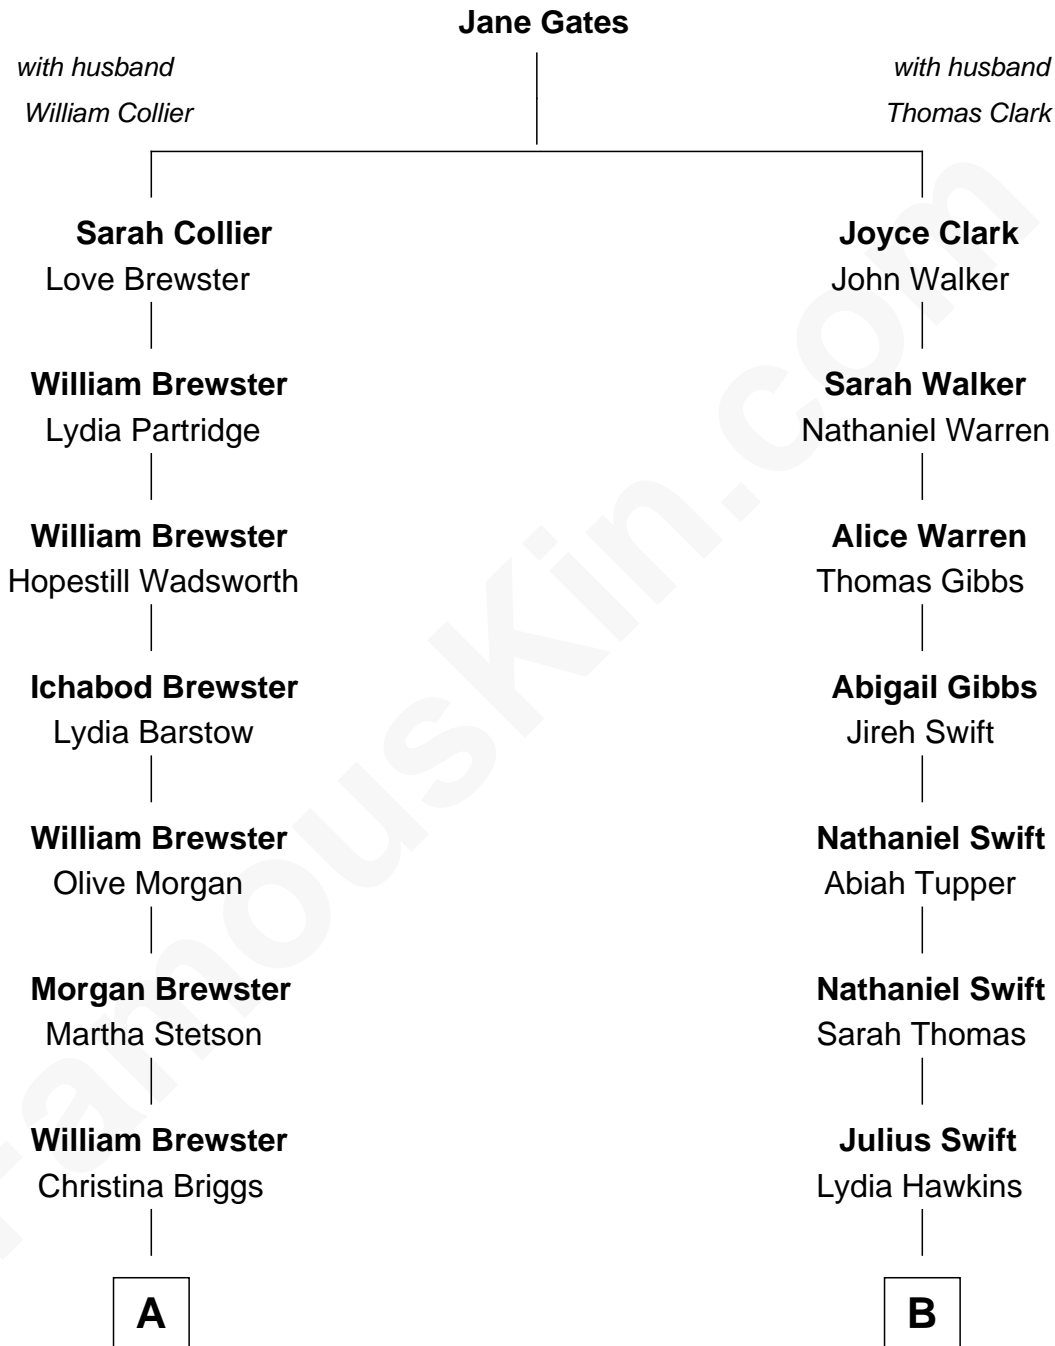 Jane Gates
with husband
William Collier
with husband
Thomas Clark
Sarah Collier
Love Brewster
Joyce Clark
John Walker
William Brewster
Lydia Partridge
Sarah Walker
Nathaniel Warren
William Brewster
Hopestill Wadsworth
Alice Warren
Thomas Gibbs
Ichabod Brewster
Lydia Barstow
Abigail Gibbs
Jireh Swift
William Brewster
Olive Morgan
Nathaniel Swift
Abiah Tupper
Morgan Brewster
Martha Stetson
Nathaniel Swift
Sarah Thomas
William Brewster
Christina Briggs
Julius Swift
Lydia Hawkins
A
B
FamousKin.com